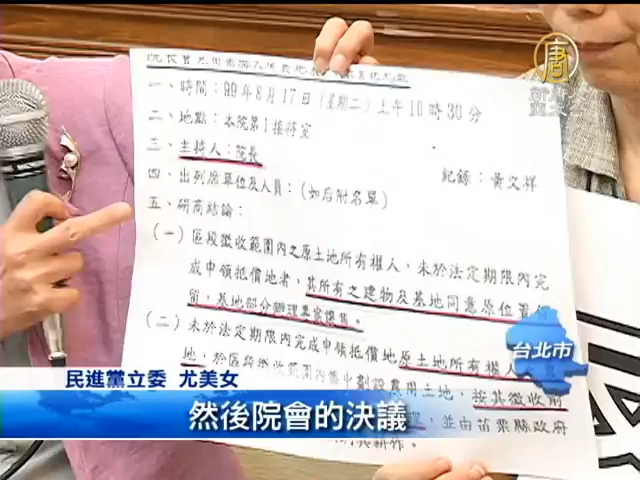 一、時間：99年8月17日（星期二）上午10時30分
二、地點：本院第1接待室
三、主持人：院長
四、出列席單位及人員：（如后附名單）
紀錄：黃文祥
五、研商結論：
（一）區段徵收範圍內之原土地所有權人，未於法定期限內完
成申領抵價地者，其所有之建物及基地同意原位置
留，基地部分辦理專案讓售。
（二）未於法定期限內完成申領抵價地原土地所有權人
地，於區段徵收範圍內集中劃設農用土地，按其徵收前
並由苗栗縣政府
耕作。
台北市
民進黨立委 尤美女
然後院會的決議
唐